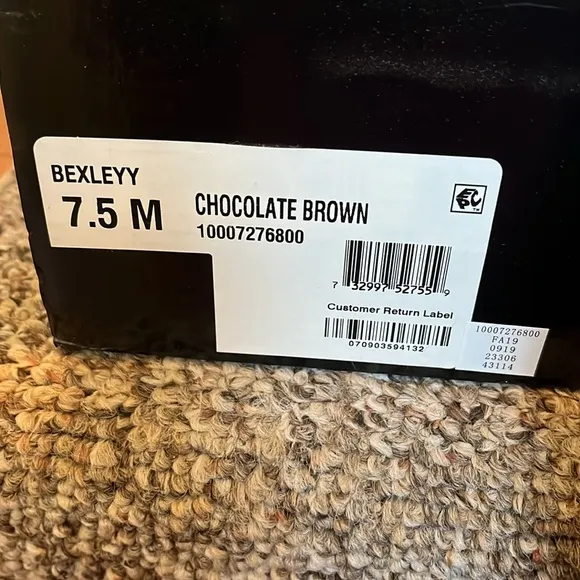 BEXLEYY
7.5 M
CHOCOLATE BROWN
10007276800
7 32997 52755 9
Customer Return Label
070903594132
10007276800
FA19
0919
23306
43114